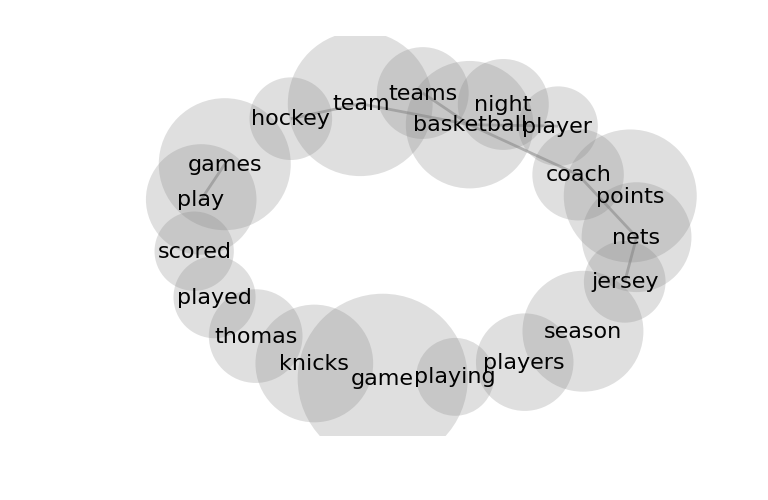 teams
team
night
hockey
basketball
player
games
coach
play
points
nets
scored
jersey
played
season
thomas
knicks
players
game
playing